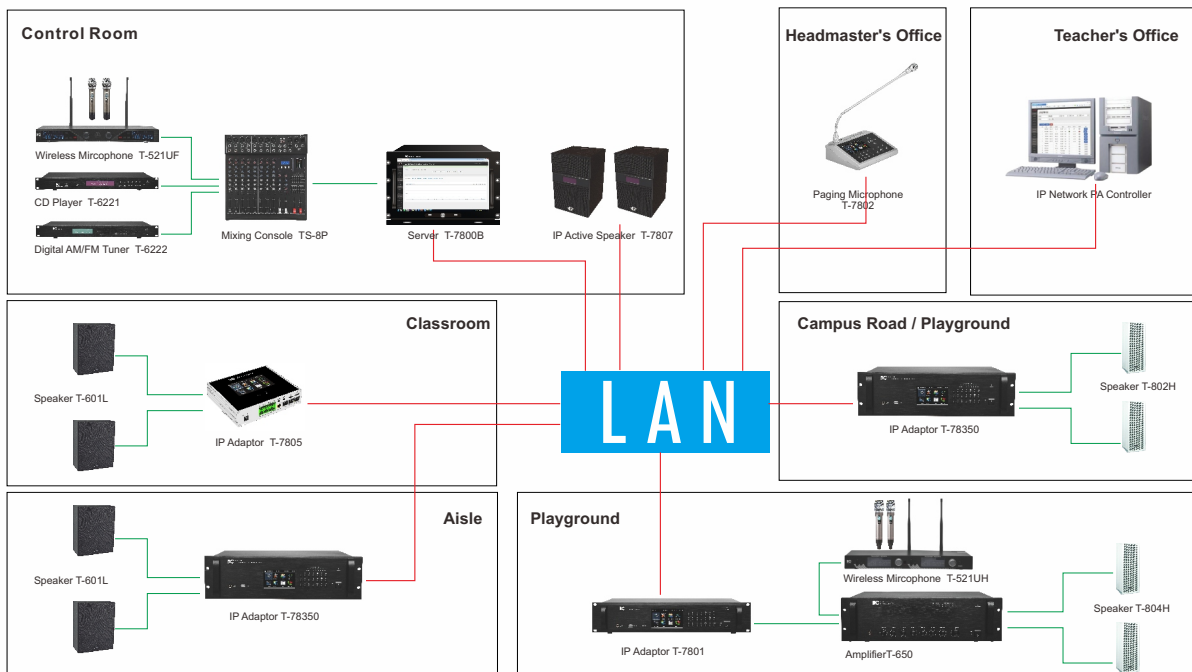 Control Room
Wireless Mircophone T-521UF
CD Player T-6221
Digital AM/FM Tuner T-6222
Mixing Console TS-8P
Server T-7800B
IP Active Speaker T-7807
Headmaster's Office
Paging Microphone
T-7802
Teacher's Office
IP Network PA Controller
Classroom
Speaker T-601L
IP Adaptor T-7805
LAN
Campus Road / Playground
IP Adaptor T-78350
Speaker T-802H
Aisle
Speaker T-601L
IP Adaptor T-78350
Playground
Wireless Mircophone T-521UH
IP Adaptor T-7801
AmplifierT-650
Speaker T-804H